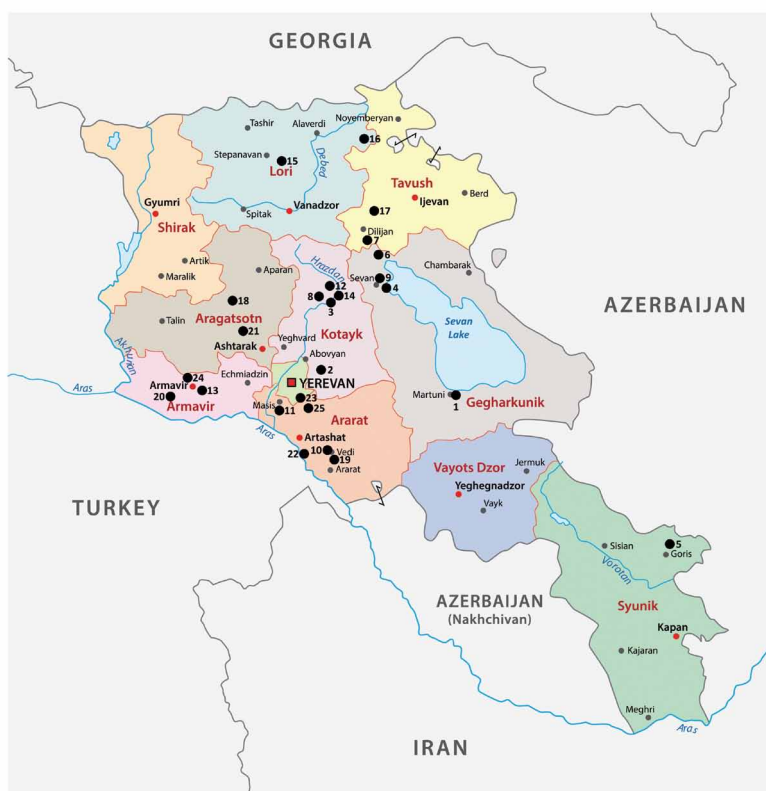 GEORGIA
Noyemberyan
Tashir
Alaverdi
16
Debed
Stepanavan
15
Lori
Tavush
Berd
Ijevan
Gyumri
Vanadzor
17
Spitak
Shirak
Dilijan
7
6
Artik
Aparan
Hrazdan
Chambarak
Maralik
12
Sevan
9
4
8
14
18
3
AZERBAIJAN
Talin
Aragatsotn
21
Kotayk
Sevan
Lake
Akhurian
Ashtarak
Yeghvard
Abovyan
24
Echmiadzin
2
Aras
Armavir
13
YEREVAN
20
Armavir
Masis
23
Martuni
1
11
25
Gegharkunik
Ararat
Aras
Artashat
22
10
Vedi
19
Ararat
Vayots Dzor
Jermuk
Yeghegnadzor
TURKEY
Vayk
Sisian
5
Goris
Vorotan
AZERBAIJAN
(Nakhchivan)
Syunik
Kapan
Kajaran
Meghri
Aras
IRAN